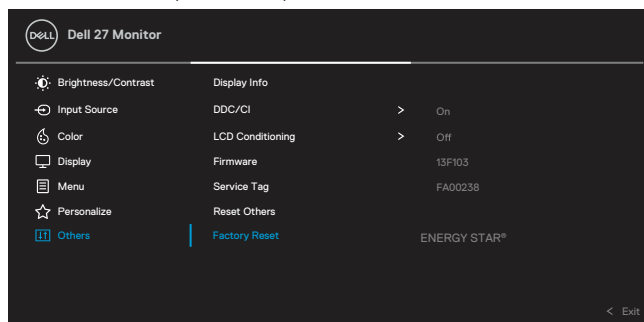 DELL Dell 27 Monitor
Brightness/Contrast Display Info
Input Source DDC/CI > On
Color LCD Conditioning > Off
Display Firmware 13F103
Menu Service Tag FA00238
Personalize Reset Others
Others Factory Reset ENERGY STAR®
< Exit